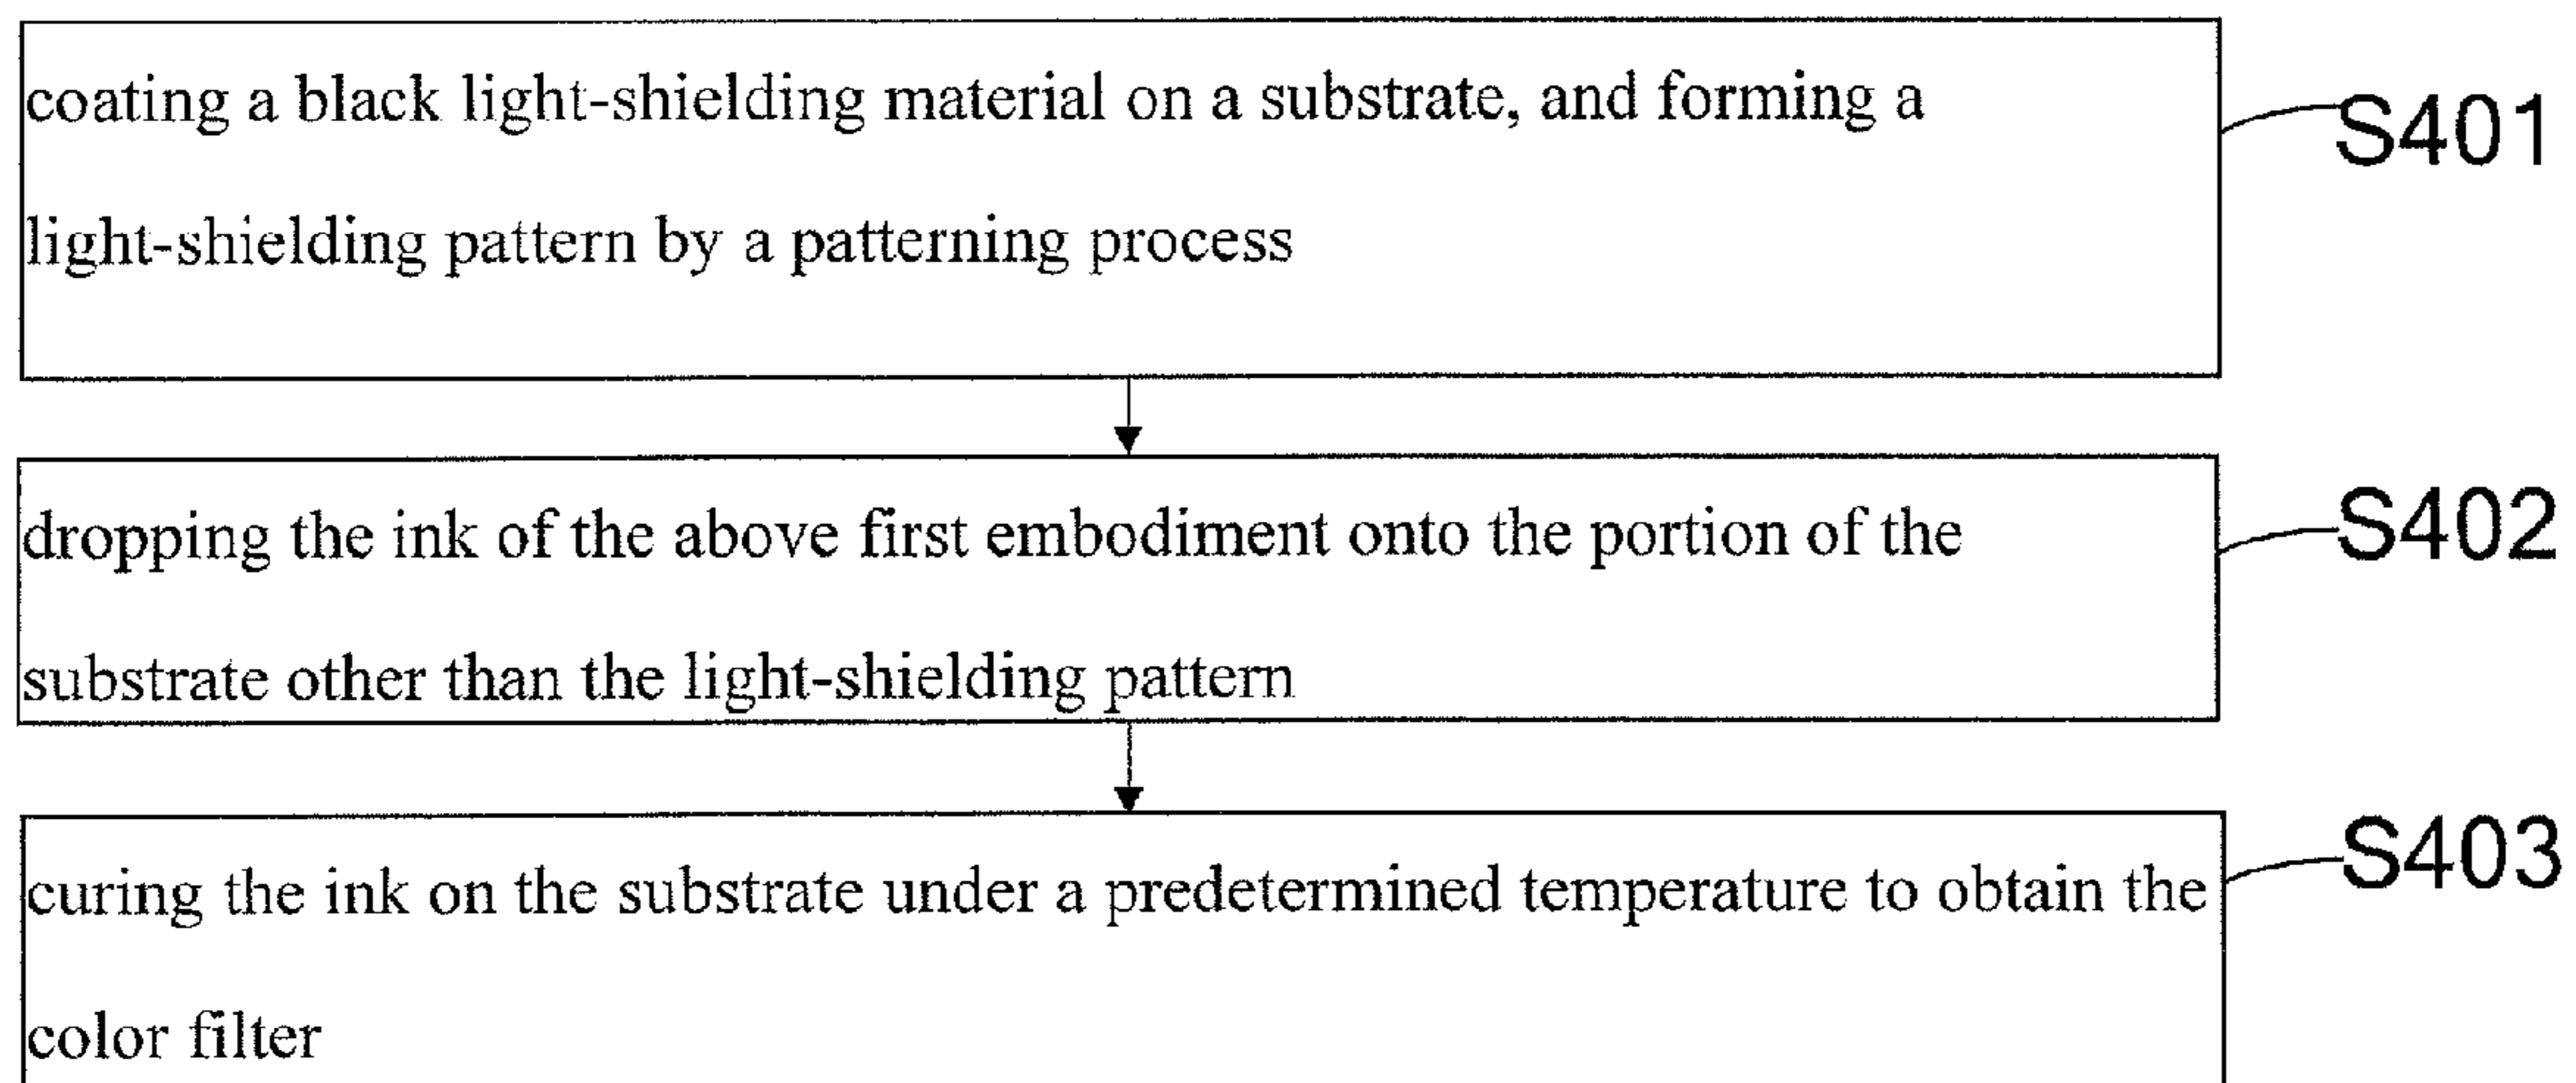 coating a black light-shielding material on a substrate, and forming a
S401
light-shielding pattern by a patterning process
dropping the ink of the above first embodiment onto the portion of the
S402
substrate other than the light-shielding pattern
curing the ink on the substrate under a predetermined temperature to obtain the
S403
color filter